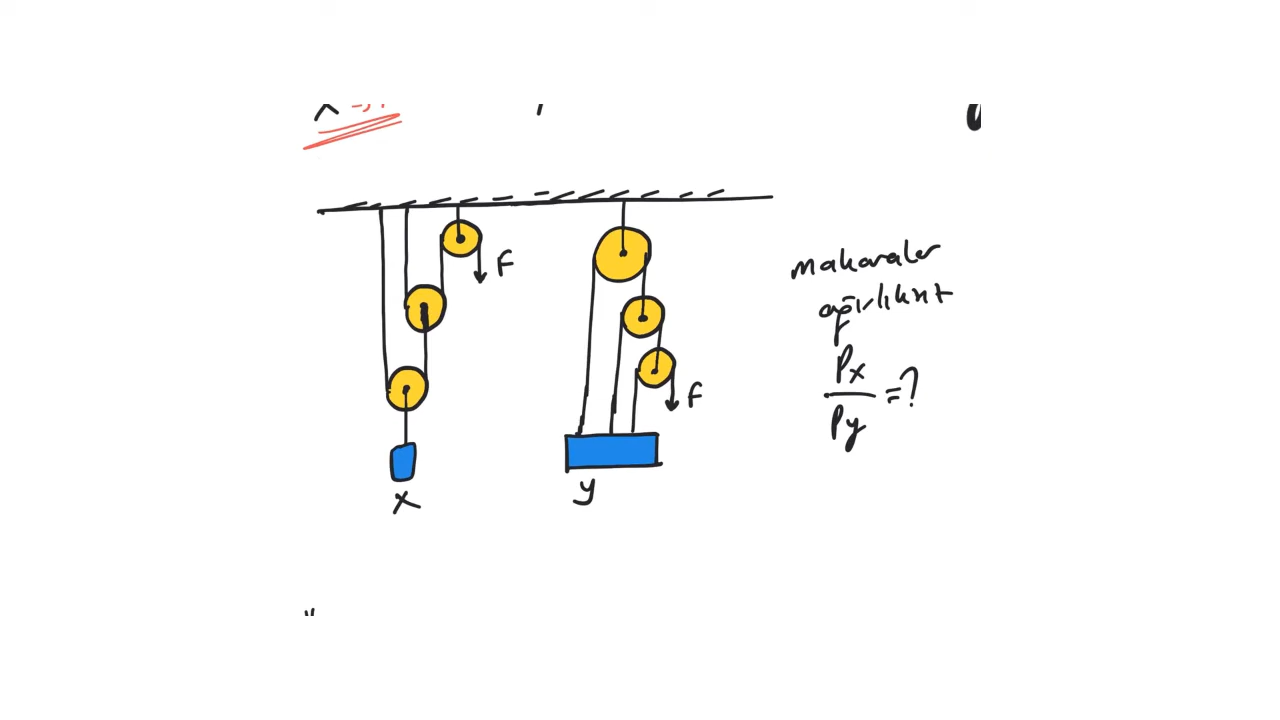 F
F
makaralar
ağırlıksız
Px
Py
=?
x
y